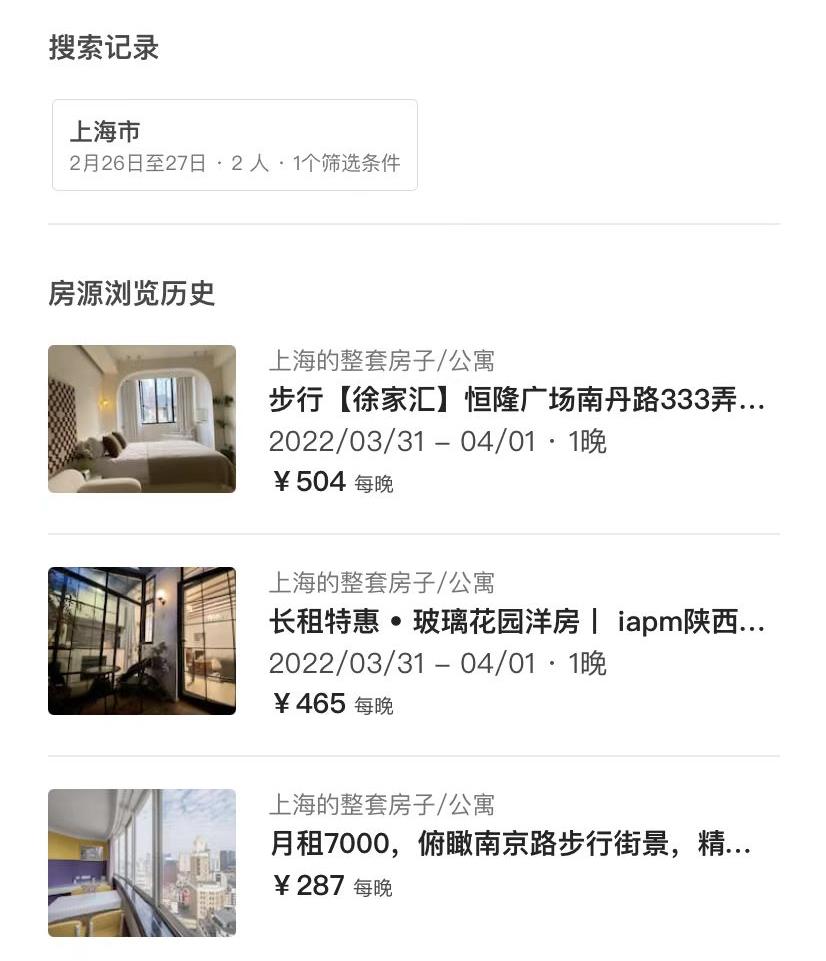 搜索记录
上海市
2月26日至27日 · 2 人 · 1个筛选条件
房源浏览历史
上海的整套房子/公寓
步行【徐家汇】恒隆广场南丹路333弄...
2022/03/31 – 04/01 · 1晚
¥504 每晚
上海的整套房子/公寓
长租特惠 • 玻璃花园洋房丨 iapm陕西...
2022/03/31 – 04/01 · 1晚
¥465 每晚
上海的整套房子/公寓
月租7000，俯瞰南京路步行街景，精...
¥287 每晚